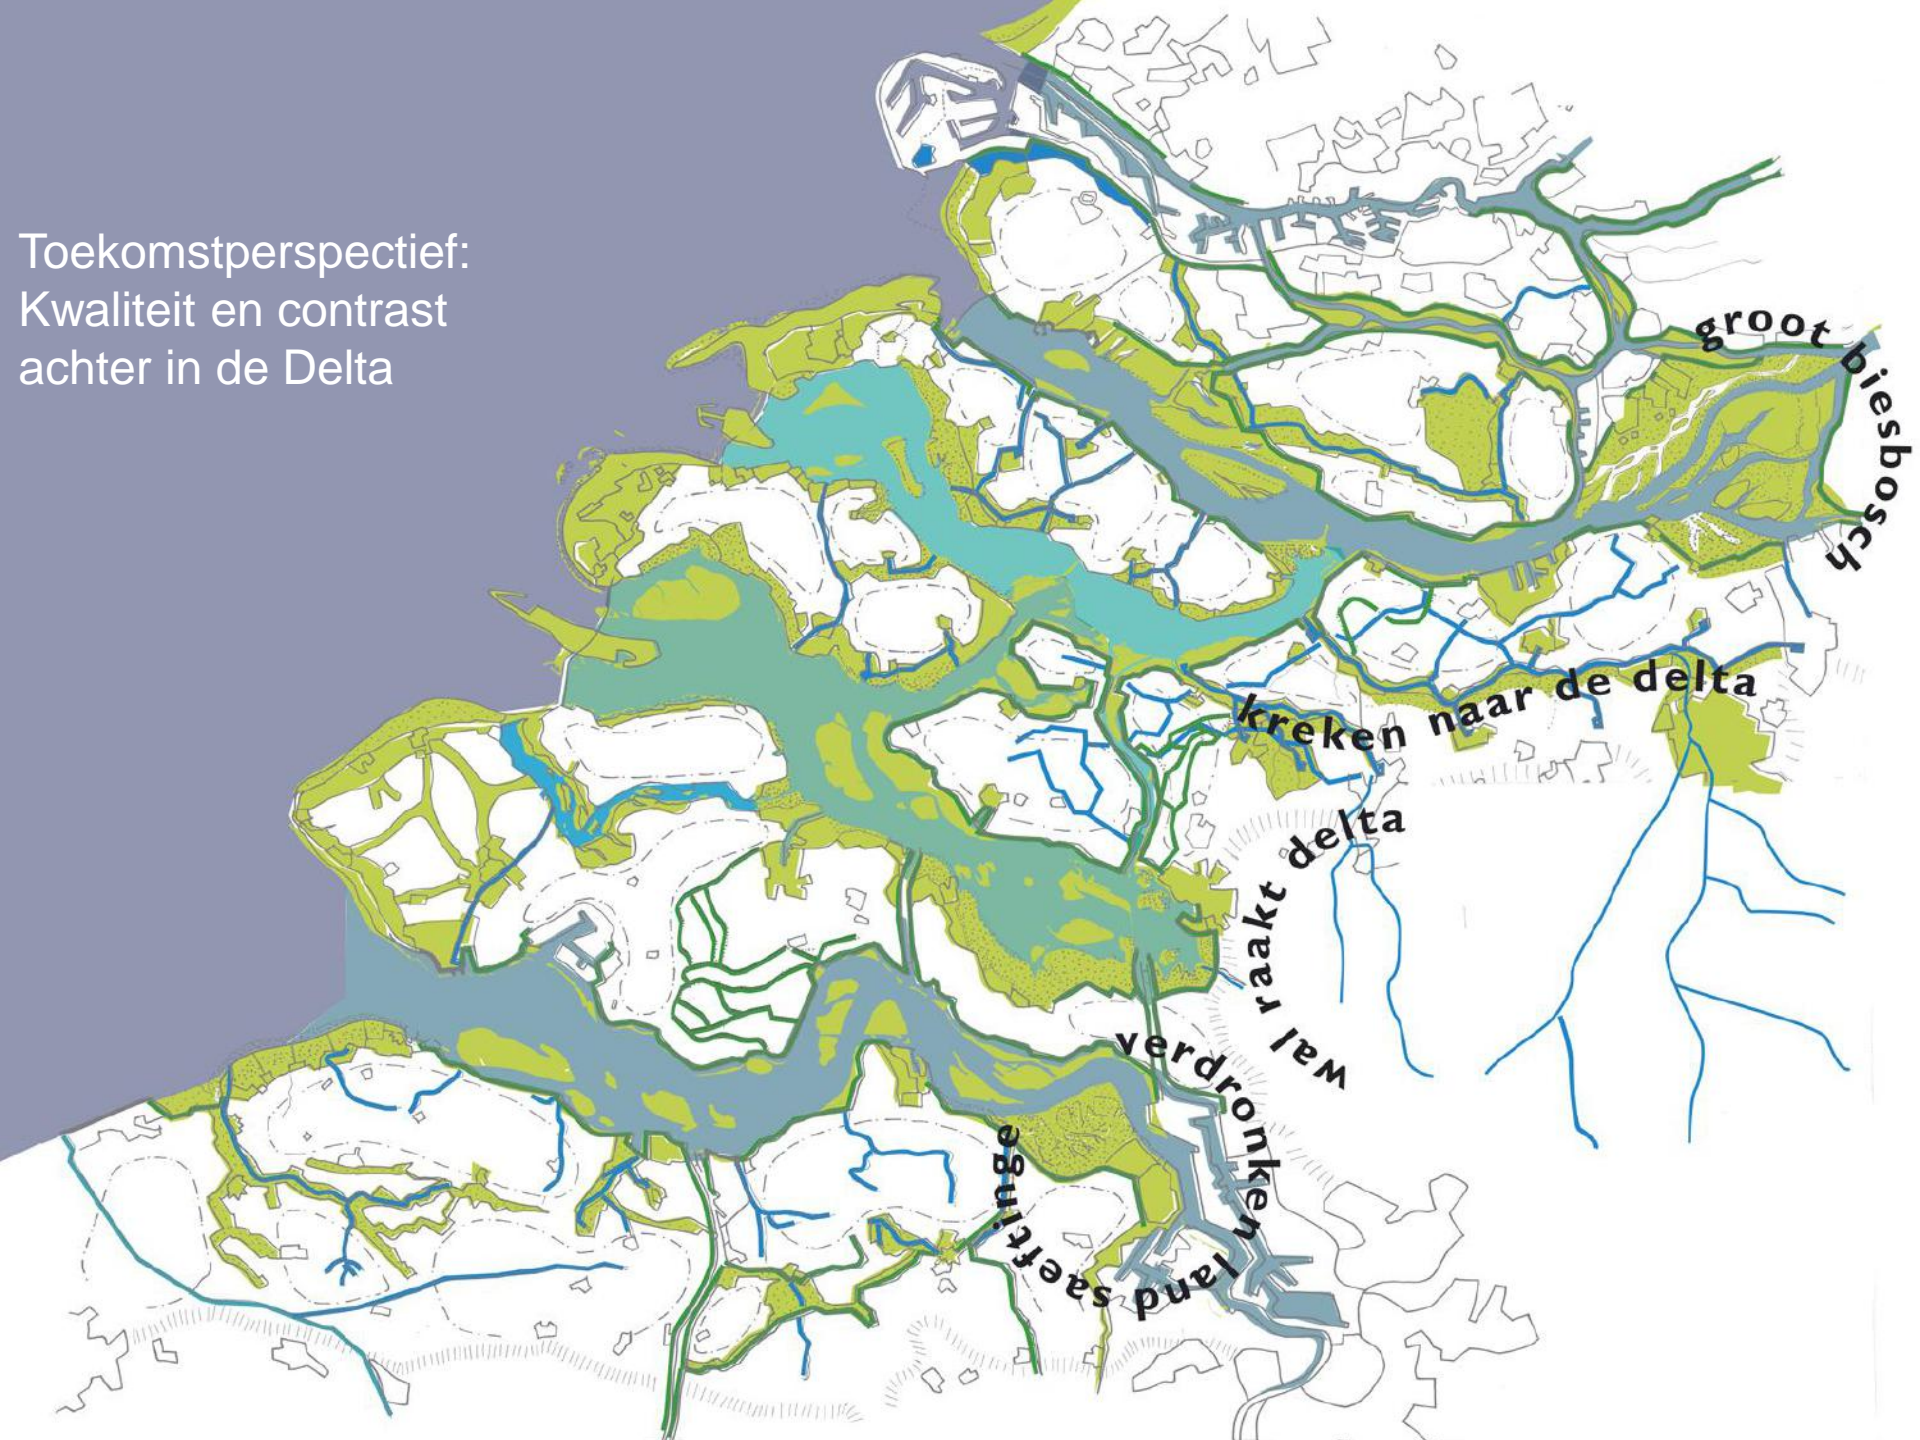 Toekomstperspectief:
Kwaliteit en contrast
achter in de Delta
groot biesbosch
kreken naar de delta
wal raakt delta
verdronken land saeftinge